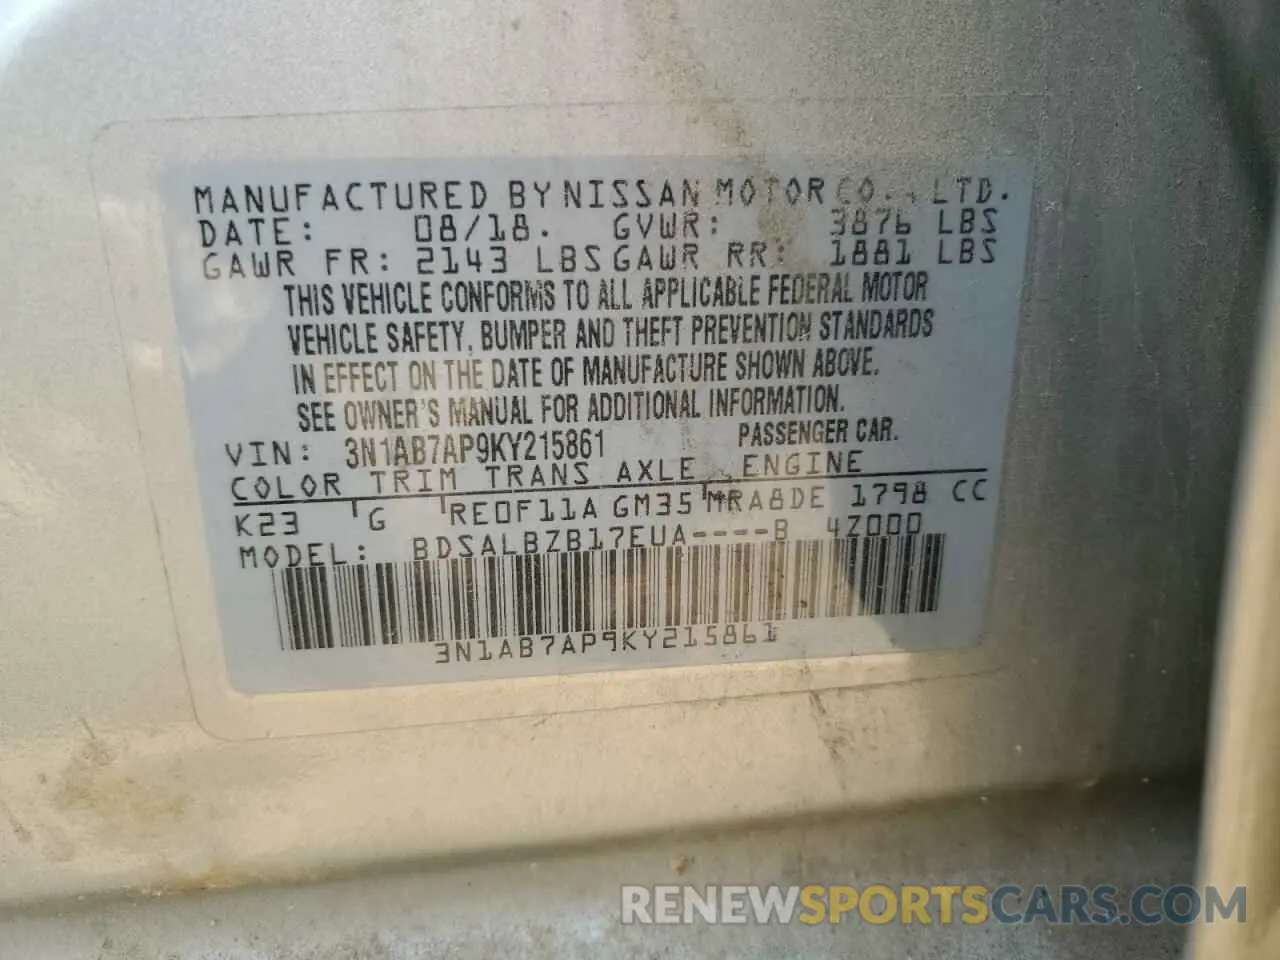 MANUFACTURED BY NISSAN MOTOR CO., LTD.
DATE: 08/18. GVWR: 3876 LBS
GAWR FR: 2143 LBS GAWR RR: 1881 LBS
THIS VEHICLE CONFORMS TO ALL APPLICABLE FEDERAL MOTOR
VEHICLE SAFETY, BUMPER AND THEFT PREVENTION STANDARDS
IN EFFECT ON THE DATE OF MANUFACTURE SHOWN ABOVE.
SEE OWNER'S MANUAL FOR ADDITIONAL INFORMATION.
VIN: 3N1AB7AP9KY215861 PASSENGER CAR.
COLOR TRIM TRANS AXLE ENGINE
K23 G RE0F11A GM35 MRA8DE 1798 CC
MODEL: BDSALBZB17EUA----B 4Z000
3N1AB7AP9KY215861
RENEWSPORTSCARS.COM